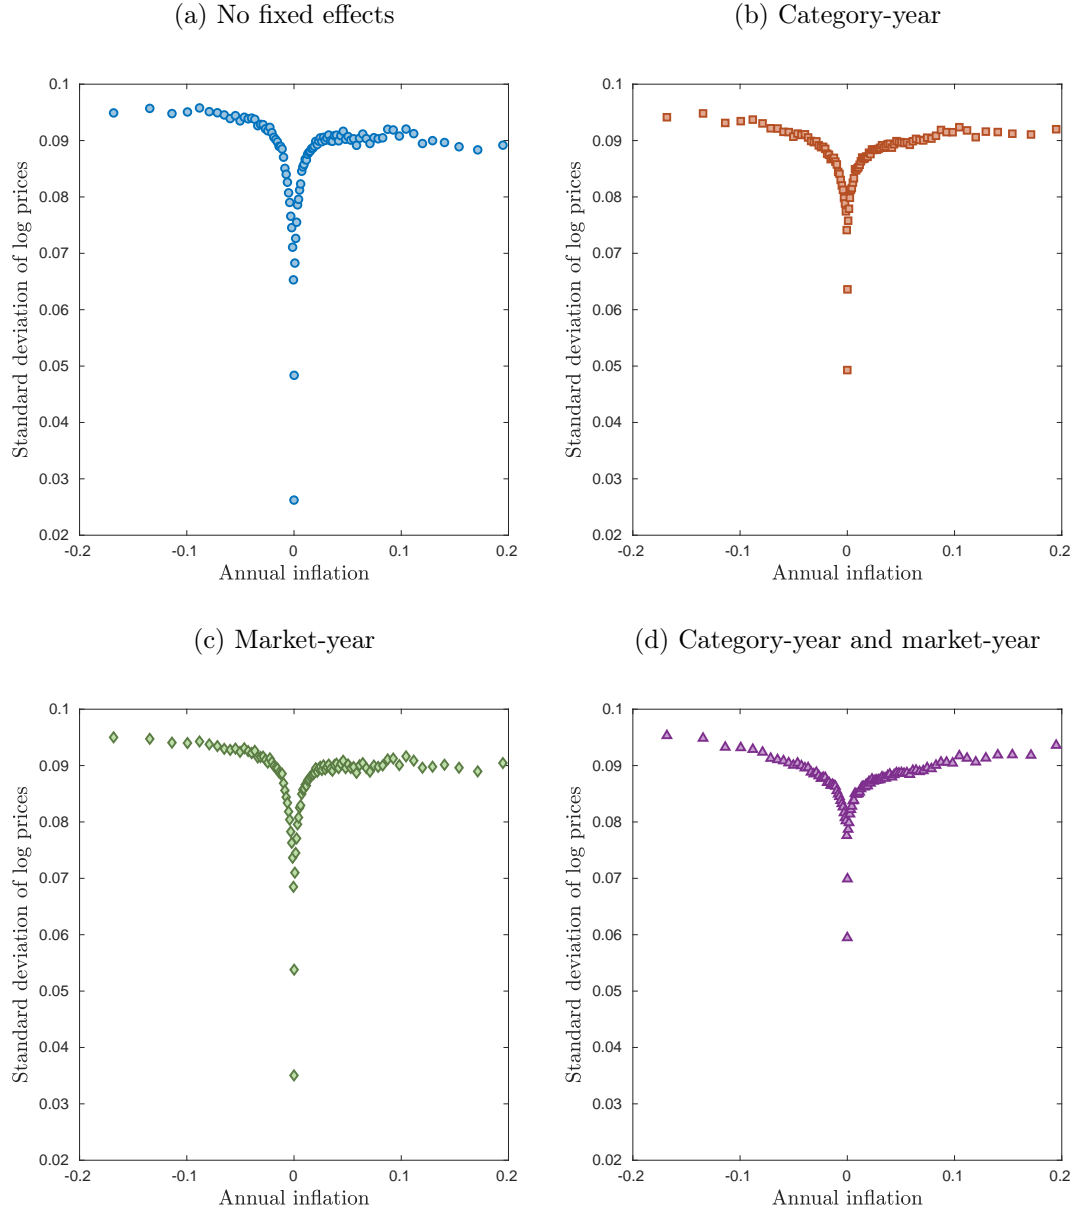 (a) No fixed effects
(b) Category-year
Standard deviation of log prices
0.1
0.09
0.08
0.07
0.06
0.05
0.04
0.03
0.02
-0.2 -0.1 0 0.1 0.2
Annual inflation
Standard deviation of log prices
0.1
0.09
0.08
0.07
0.06
0.05
0.04
0.03
0.02
-0.2 -0.1 0 0.1 0.2
Annual inflation
(c) Market-year
(d) Category-year and market-year
Standard deviation of log prices
0.1
0.09
0.08
0.07
0.06
0.05
0.04
0.03
0.02
-0.2 -0.1 0 0.1 0.2
Annual inflation
Standard deviation of log prices
0.1
0.09
0.08
0.07
0.06
0.05
0.04
0.03
0.02
-0.2 -0.1 0 0.1 0.2
Annual inflation